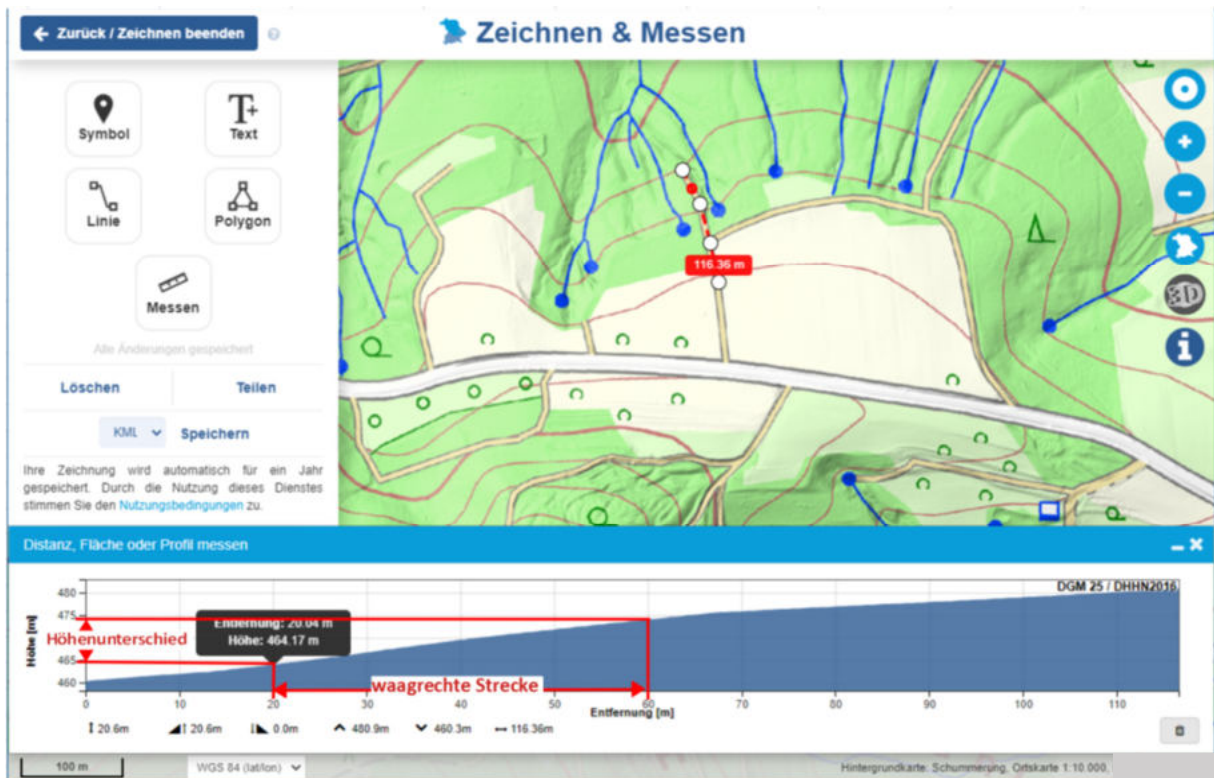 Zurück / Zeichnen beenden
Zeichnen & Messen
Symbol
Text
Linie
Polygon
Messen
Alle Änderungen gespeichert
Löschen
Teilen
KML
Speichern
Ihre Zeichnung wird automatisch für ein Jahr
gespeichert. Durch die Nutzung dieses Dienstes
stimmen Sie den Nutzungsbedingungen zu.
116.36 m
3D
Distanz, Fläche oder Profil messen
DGM 25 / DHHN2016
Höhe [m]
480
475
465
460
Höhenunterschied
Entfernung: 20.04 m
Höhe: 464.17 m
waagrechte Strecke
0 10 20 30 40 50 60 70 80 90 100 110
Entfernung [m]
20.6m 20.6m 0.0m 480.9m 460.3m 116.36m
100 m
WGS 84 (lat/lon)
Hintergrundkarte: Schummerung, Ortskarte 1:10.000,